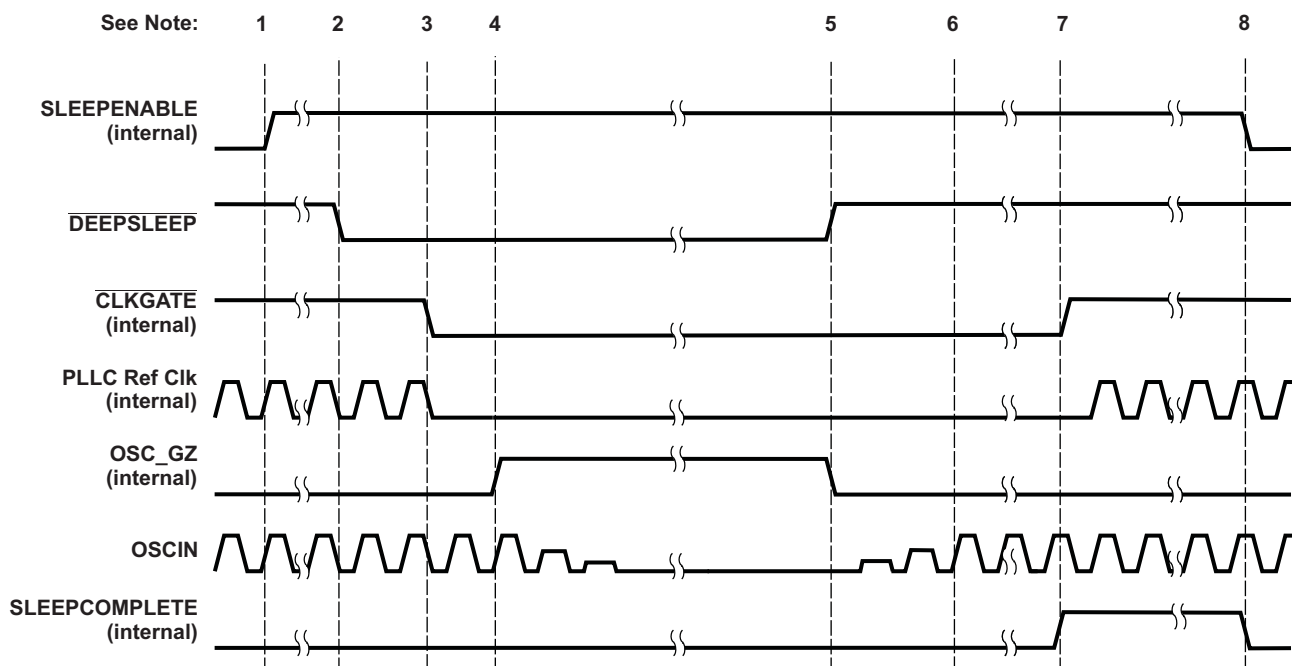 See Note: 1 2 3 4 5 6 7 8
SLEEPENABLE
(internal)
DEEPSLEEP
CLKGATE
(internal)
PLLC Ref Clk
(internal)
OSC_GZ
(internal)
OSCIN
SLEEPCOMPLETE
(internal)